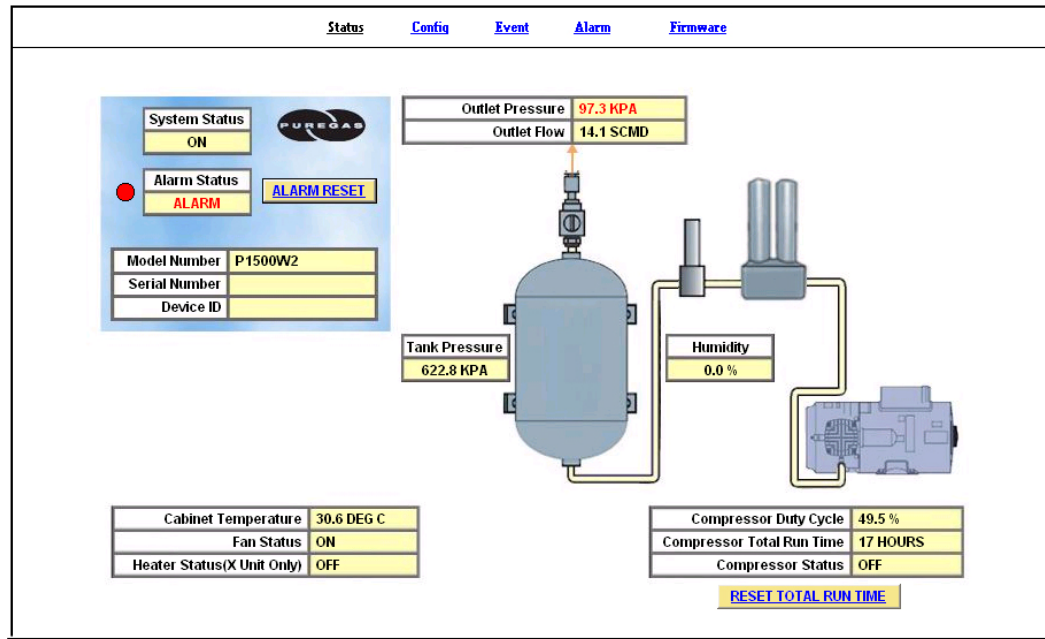 Status Config Event Alarm Firmware
System Status
ON
PUREGAS
Alarm Status
ALARM
ALARM RESET
Model Number P1500W2
Serial Number
Device ID
Outlet Pressure 97.3 KPA
Outlet Flow 14.1 SCMD
Tank Pressure
622.8 KPA
Humidity
0.0 %
Cabinet Temperature 30.6 DEG C
Fan Status ON
Heater Status(X Unit Only) OFF
Compressor Duty Cycle 49.5 %
Compressor Total Run Time 17 HOURS
Compressor Status OFF
RESET TOTAL RUN TIME